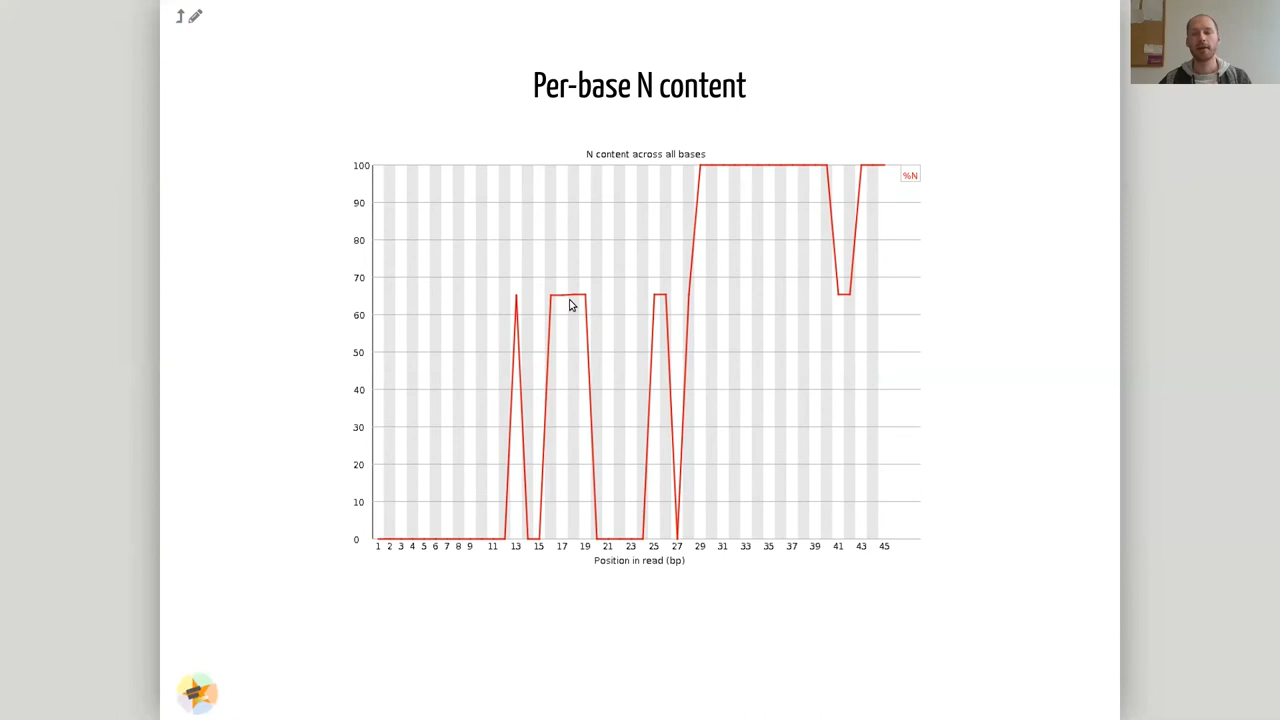 Per-base N content
N content across all bases
%N
100
90
80
70
60
50
40
30
20
10
0
1 2 3 4 5 6 7 8 9 11 13 15 17 19 21 23 25 27 29 31 33 35 37 39 41 43 45
Position in read (bp)